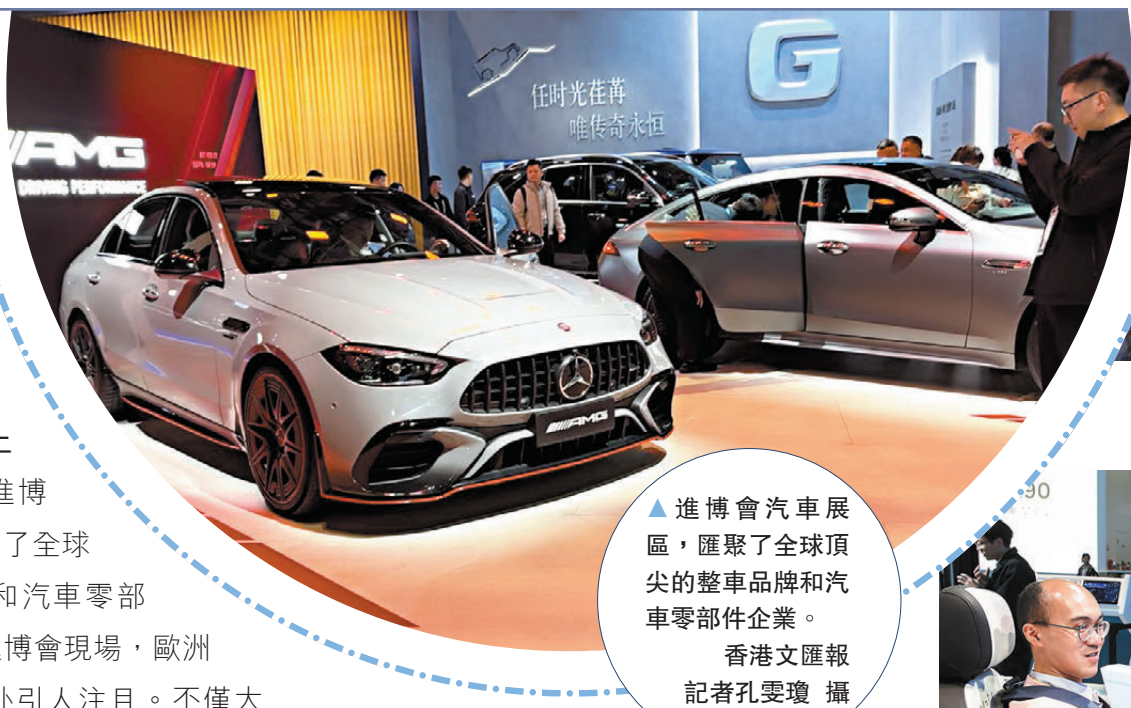 任时光荏苒
唯传奇永恒
G
AMG
DRIVING PERFORMANCE
AMG
進博
了全球
和汽車零部
博會現場，歐洲
引人注目。不僅大
▲進博會汽車展
區，匯聚了全球頂
尖的整車品牌和汽
車零部件企業。
香港文匯報
記者孔雯瓊 攝
90